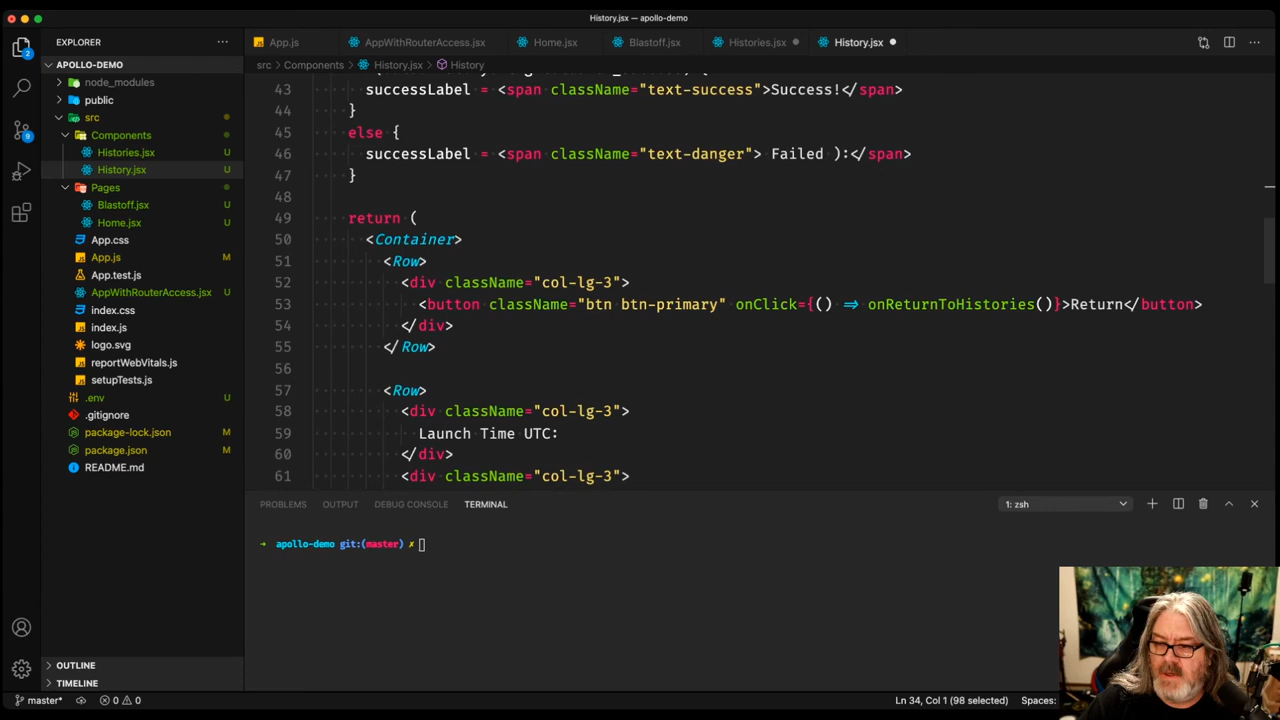 History.jsx — apollo-demo
EXPLORER
App.js
AppWithRouterAccess.jsx
Home.jsx
Blastoff.jsx
Histories.jsx
History.jsx
APOLLO-DEMO
src
Components
History.jsx
History
node_modules
public
src
Components
Histories.jsx U
History.jsx U
Pages
Blastoff.jsx U
Home.jsx U
App.css
App.js M
App.test.js
AppWithRouterAccess.jsx U
index.css
index.js
logo.svg
reportWebVitals.js
setupTests.js
.env U
.gitignore
package-lock.json M
package.json M
README.md
2
9
43 successLabel = <span className="text-success">Success!</span>
44 }
45 else {
46 successLabel = <span className="text-danger"> Failed ):</span>
47 }
48
49 return (
50 <Container>
51 <Row>
52 <div className="col-lg-3">
53 <button className="btn btn-primary" onClick={() => onReturnToHistories()}>Return</button>
54 </div>
55 </Row>
56
57 <Row>
58 <div className="col-lg-3">
59 Launch Time UTC:
60 </div>
61 <div className="col-lg-3">
PROBLEMS OUTPUT DEBUG CONSOLE TERMINAL
1: zsh
→ apollo-demo git:(master) ✗
OUTLINE
TIMELINE
master* 0 0
Ln 34, Col 1 (98 selected) Spaces: